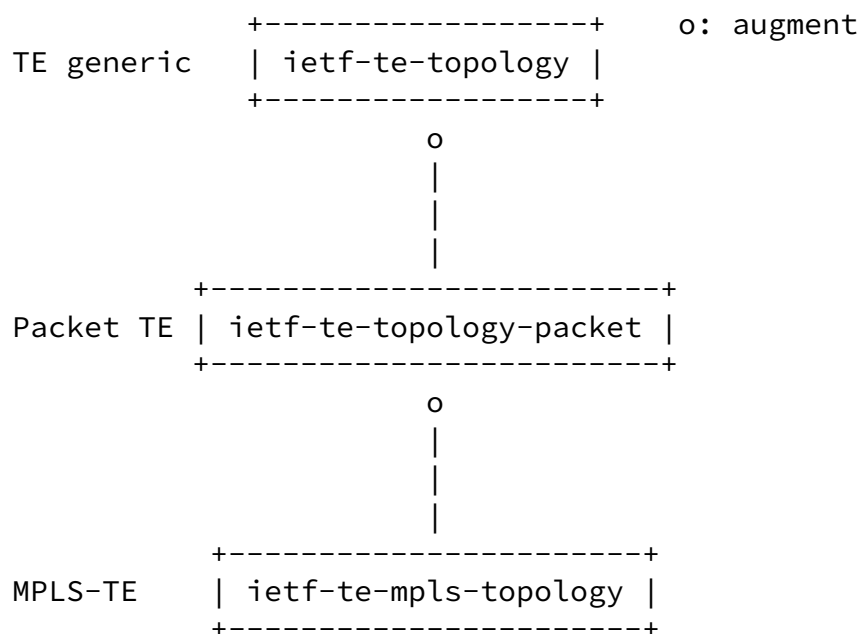 +------------------+    o: augment
TE generic   | ietf-te-topology |
+------------------+
o
|
|
|
+-------------------------+
Packet TE | ietf-te-topology-packet |
+-------------------------+
o
|
|
|
+-----------------------+
MPLS-TE    | ietf-te-mpls-topology |
+-----------------------+